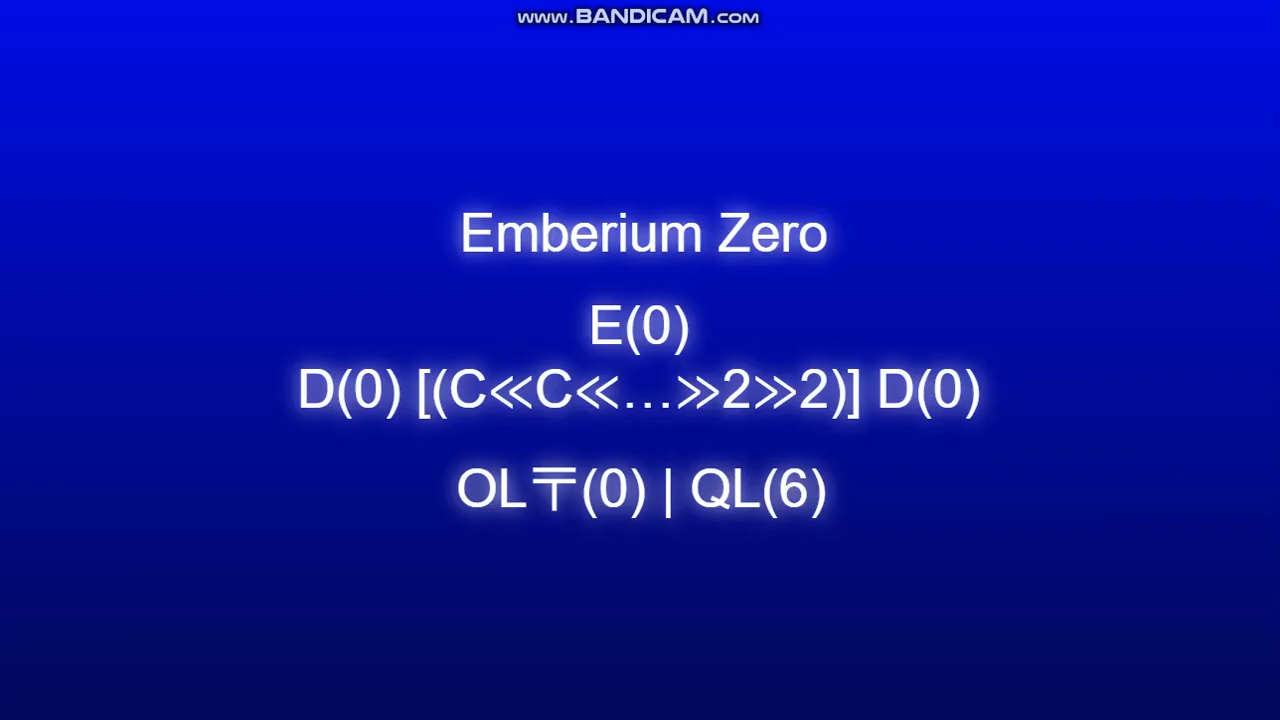 www.BANDICAM.com
Emberium Zero
E(0)
D(0) [(C≪C≪…≫2≫2)] D(0)
OL〒(0) | QL(6)